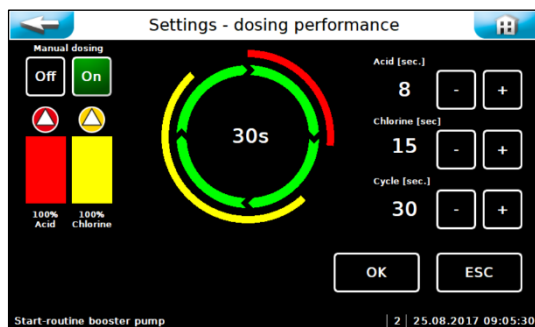 Settings - dosing performance
Manual dosing
Off On
100% 100%
Acid Chlorine
30s
Acid [sec.]
8 - +
Chlorine [sec]
15 - +
Cycle [sec.]
30 - +
OK ESC
Start-routine booster pump | 2 | 25.08.2017 09:05:30